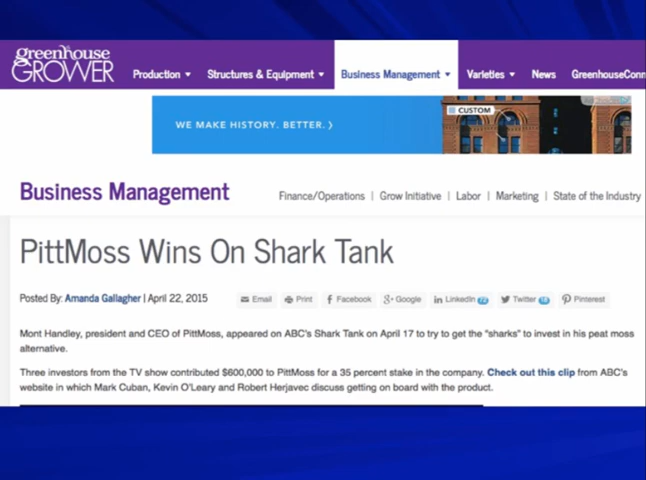 greenhouse
GROWER
Production Structures & Equipment Business Management Varieties News GreenhouseConn
CUSTOM
WE MAKE HISTORY. BETTER. >
Business Management
Finance/Operations | Grow Initiative | Labor | Marketing | State of the Industry
PittMoss Wins On Shark Tank
Posted By: Amanda Gallagher | April 22, 2015 Email Print Facebook Google LinkedIn 72 Twitter 18 Pinterest
Mont Handley, president and CEO of PittMoss, appeared on ABC's Shark Tank on April 17 to try to get the "sharks" to invest in his peat moss
alternative.
Three investors from the TV show contributed $600,000 to PittMoss for a 35 percent stake in the company. Check out this clip from ABC's
website in which Mark Cuban, Kevin O'Leary and Robert Herjavec discuss getting on board with the product.